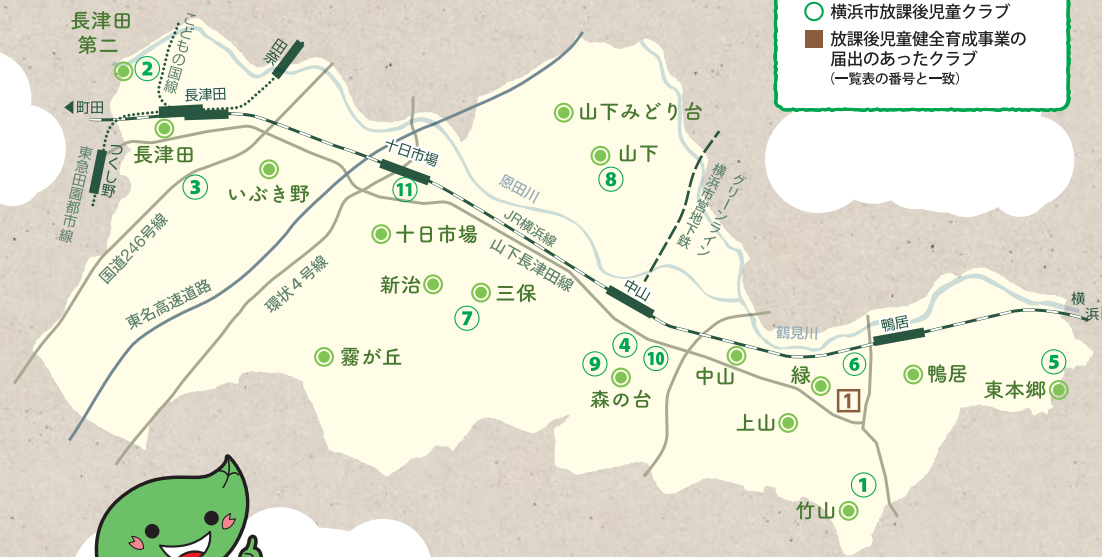 横浜市放課後児童クラブ
放課後児童健全育成事業の
届出のあったクラブ
(一覧表の番号と一致)
長津田
第二
②
こどもの国線
田奈
町田
長津田
長津田
つくし野
東急田園都市線
③
いぶき野
国道246号線
東名高速道路
環状4号線
十日市場
⑪
十日市場
新治
三保
⑦
霧が丘
恩田川
JR横浜線
山下長津田線
山下みどり台
山下
⑧
グリーンライン
横浜市営地下鉄
中山
④
⑨
⑩
森の台
中山
鶴見川
鴨居
横
浜
緑
⑥
1
鴨居
⑤
東本郷
上山
①
竹山